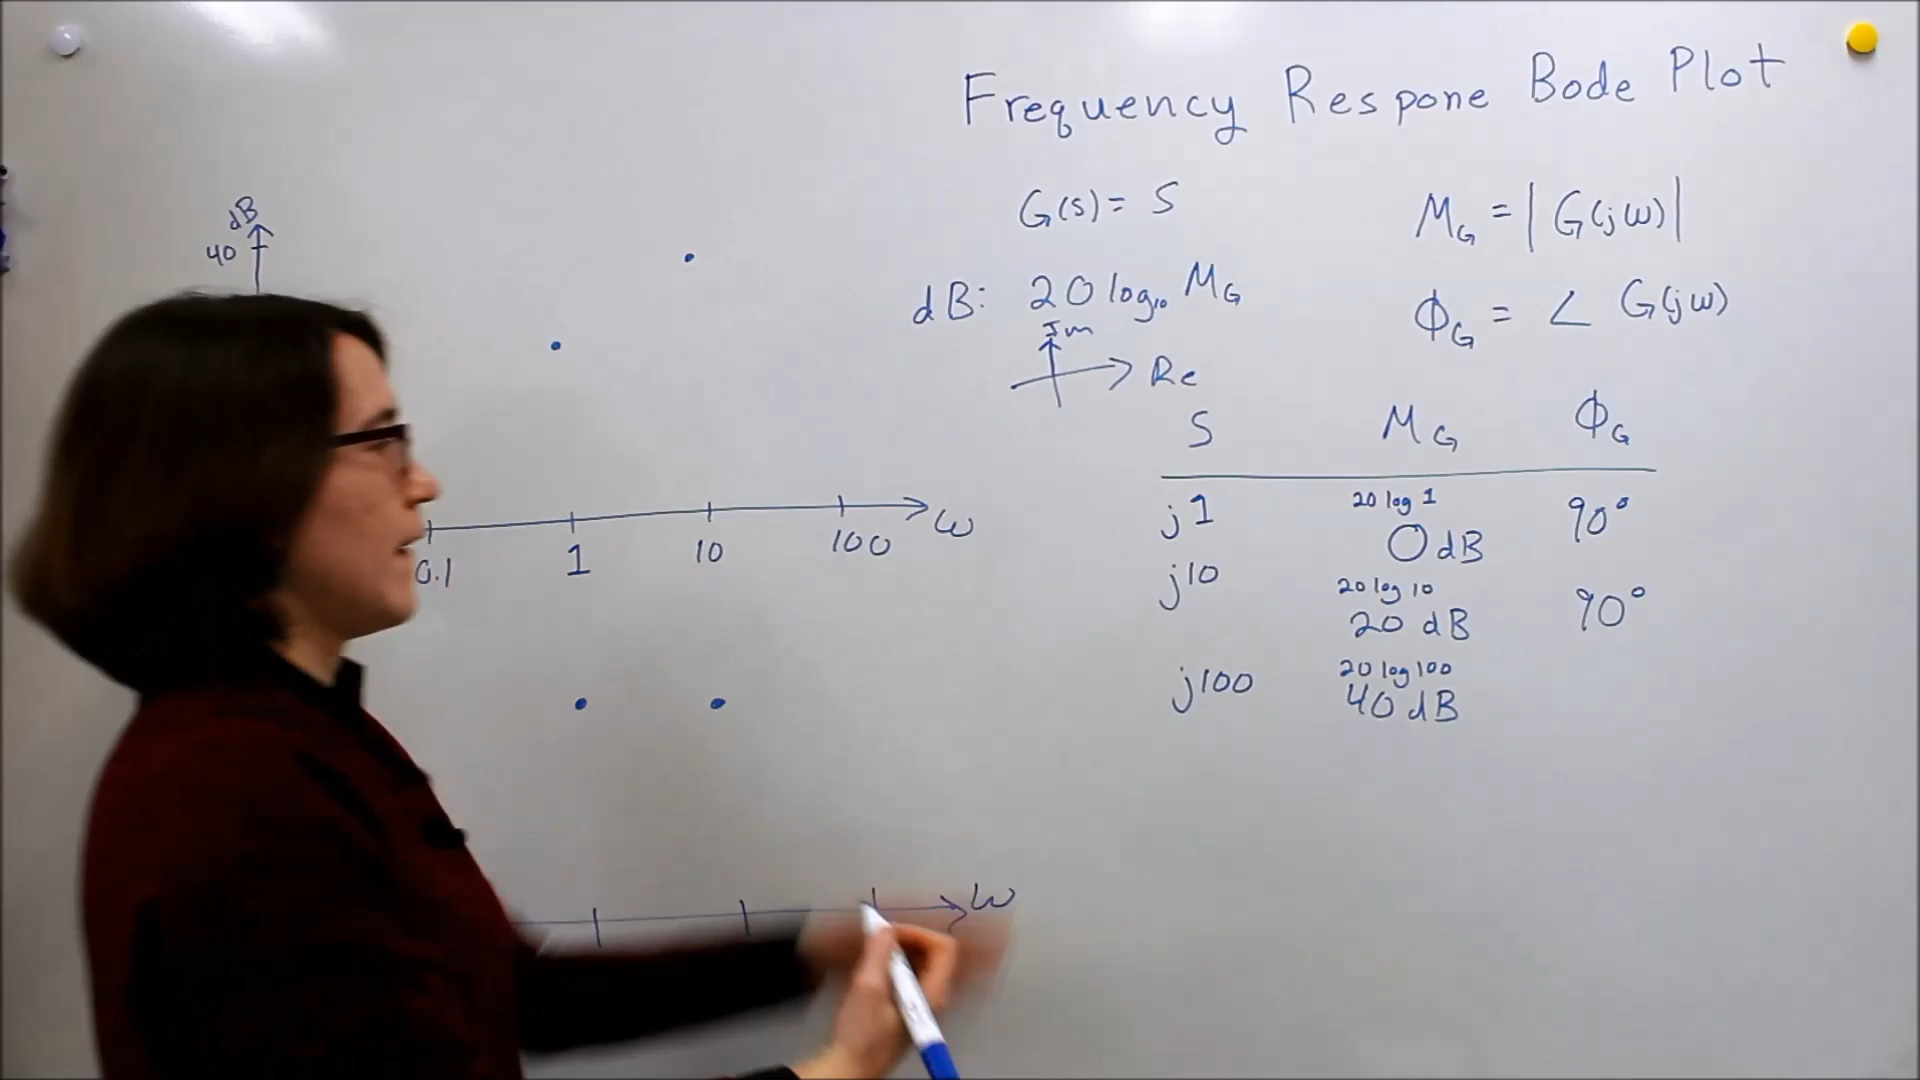 Frequency Respone Bode Plot
G(s) = S
M_G = | G(jω) |
dB: 20 log₁₀ M_G
Φ_G = ∠ G(jω)
Im
Re
S M_G Φ_G
j1 20 log 1 90°
0 dB
j10 20 log 10 90°
20 dB
j100 20 log 100
40 dB
dB
40
0.1 1 10 100 ω
ω